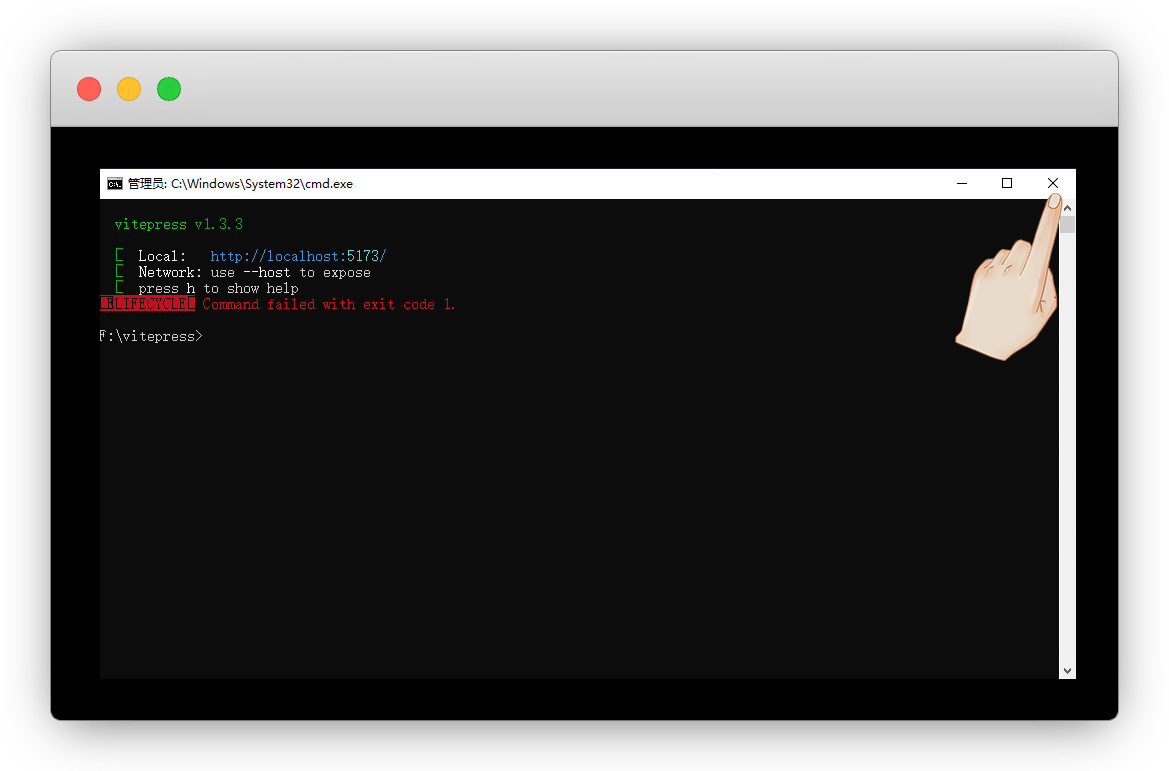 管理员: C:\Windows\System32\cmd.exe
vitepress v1.3.3
Local: http://localhost:5173/
Network: use --host to expose
press h to show help
ELIFECYCLE Command failed with exit code 1.
F:\vitepress>